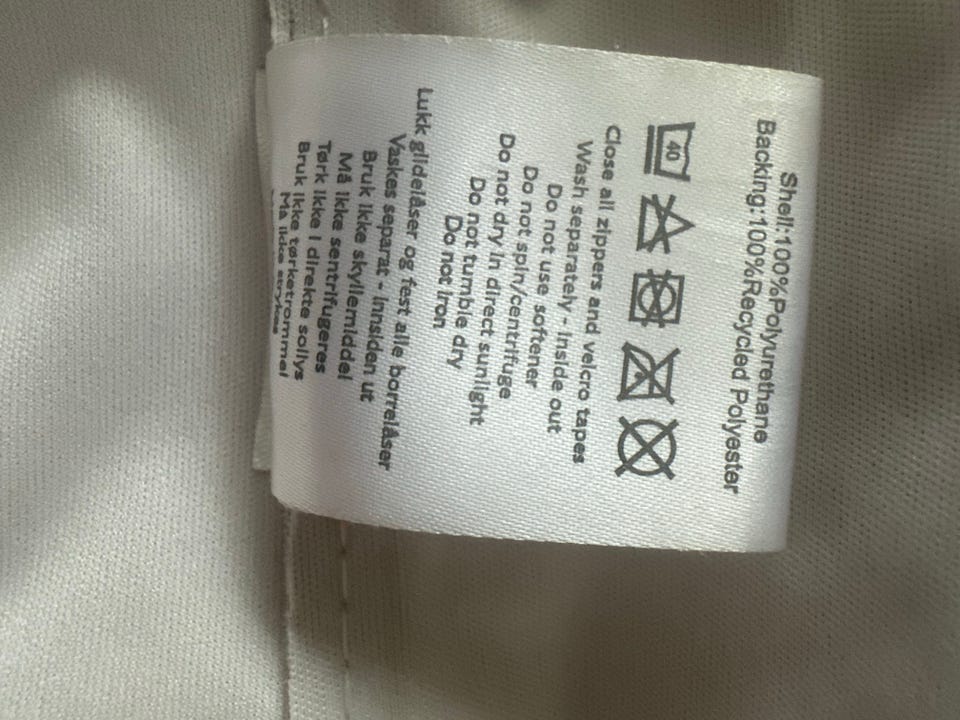 Shell:100%Polyurethane
Backing:100%Recycled Polyester
40
Close all zippers and velcro tapes
Wash separately - Inside out
Do not use softener
Do not spin/centrifuge
Do not dry in direct sunlight
Do not tumble dry
Do not iron
Lukk glidelåser og fest alle borrelåser
Vaskes separat - Innsiden ut
Bruk ikke skyllemiddel
Må ikke sentrifugeres
Tørk ikke i direkte sollys
Bruk ikke tørketrommel
Må ikke strykes